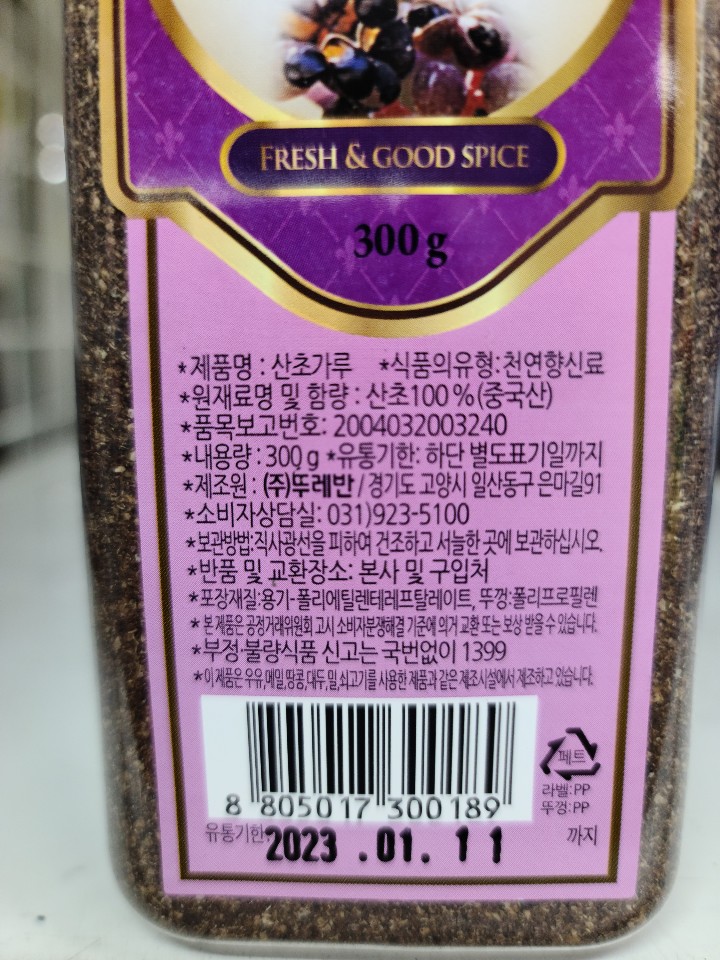 FRESH & GOOD SPICE
300 g
*제품명 : 산초가루 *식품의유형:천연향신료
*원재료명 및 함량 : 산초100 % (중국산)
*품목보고번호: 2004032003240
*내용량 : 300g *유통기한: 하단 별도표기일까지
*제조원 : (주)뚜레반 / 경기도 고양시 일산동구 은마길91
*소비자상담실: 031)923-5100
*보관방법:직사광선을 피하여 건조하고 서늘한 곳에 보관하십시오.
*반품 및 교환장소: 본사 및 구입처
*포장재질:용기-폴리에틸렌테레프탈레이트, 뚜껑:폴리프로필렌
*본 제품은 공정거래위원회 고시 소비자분쟁해결 기준에 의거 교환 또는 보상 받을 수 있습니다.
*부정·불량식품 신고는 국번없이 1399
*이 제품은 우유,메밀,땅콩,대두,밀,쇠고기를 사용한 제품과 같은 제조시설에서 제조하고 있습니다.
페트
라벨:PP
뚜껑:PP
8 805017 300189
유통기한: 2023 .01. 11 까지